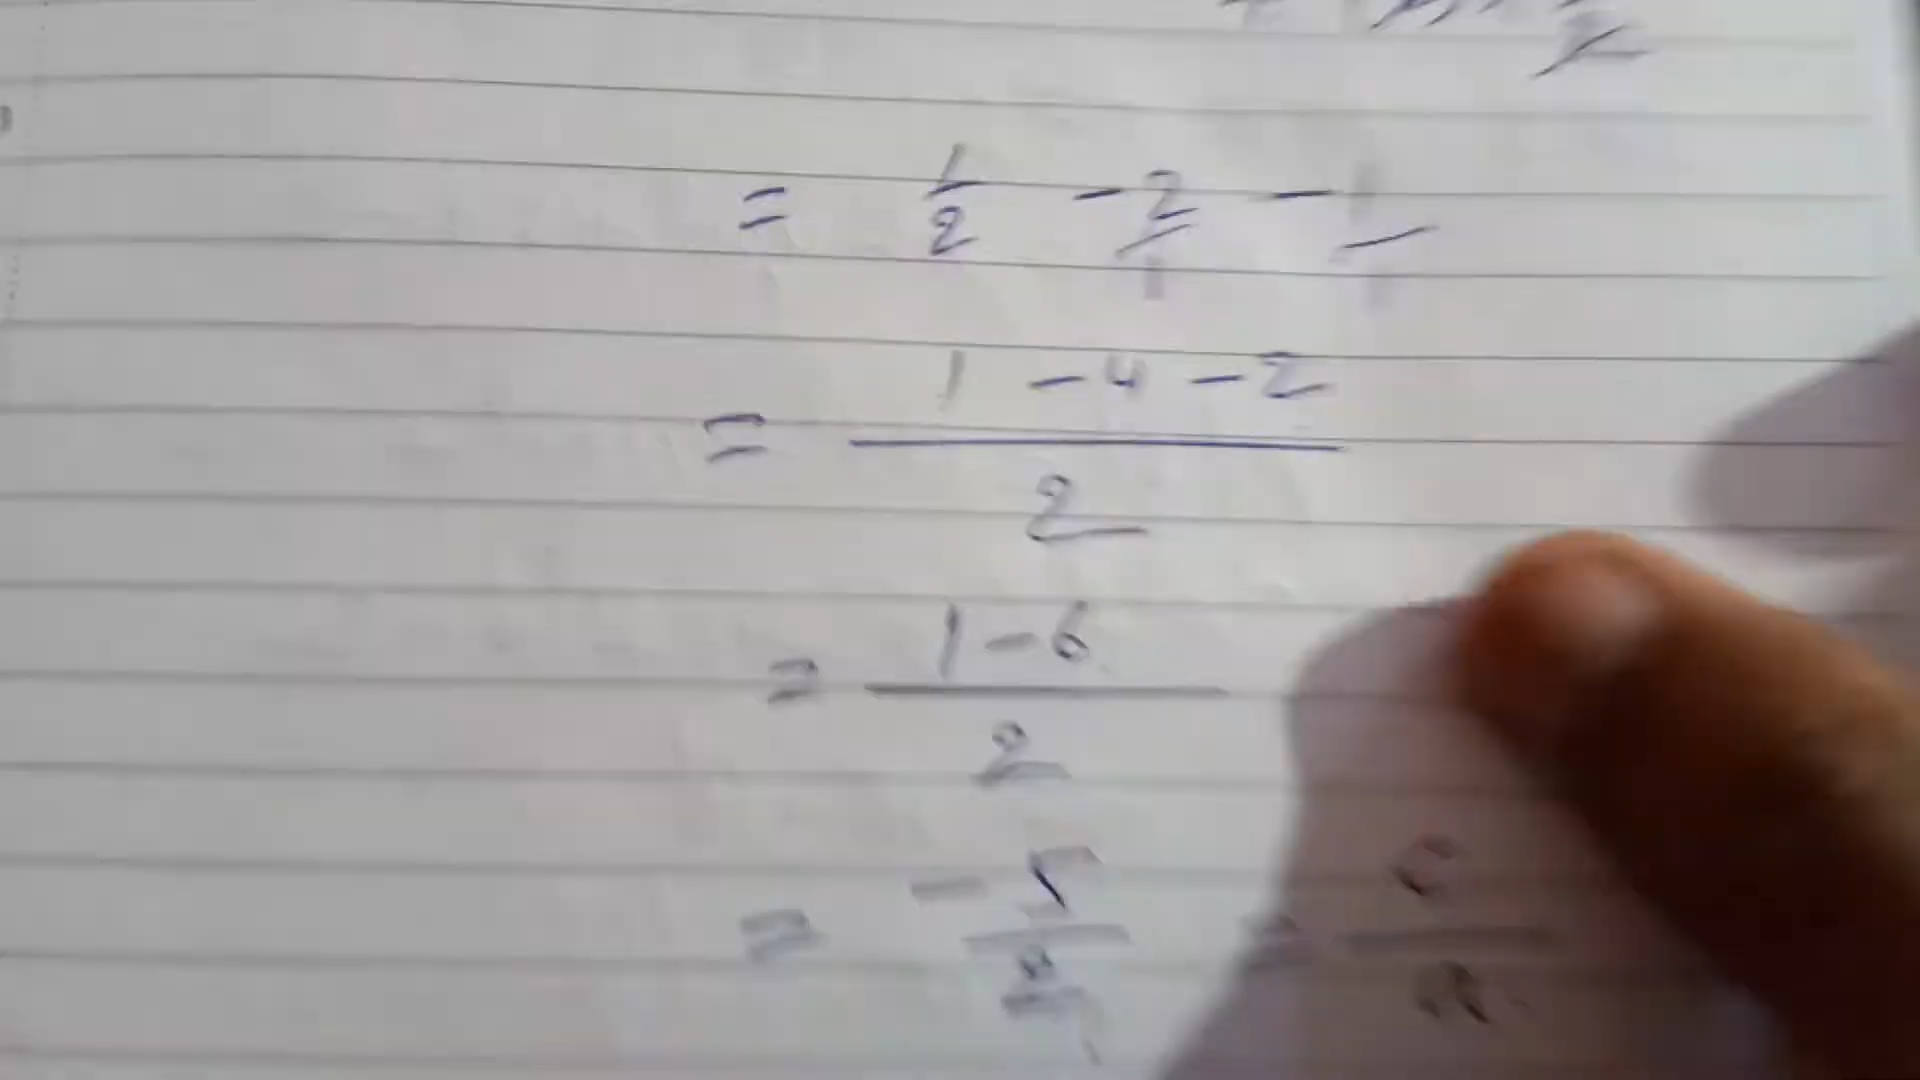 = 1/2 - 2/1 - 1/1
= (1 - 4 - 2)/2
= (1 - 6)/2
= -5/2 =